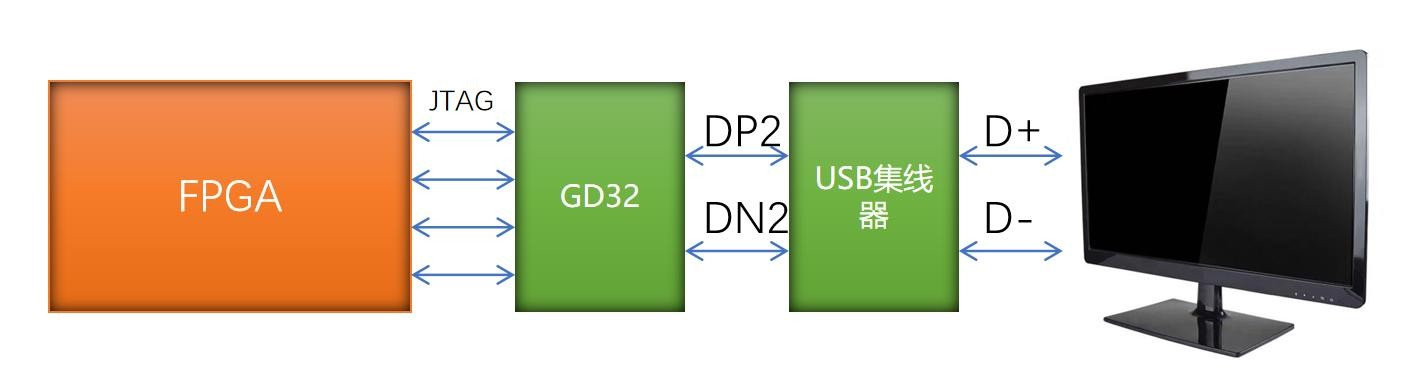 JTAG
FPGA
GD32
DP2
DN2
USB集线
器
D+
D-